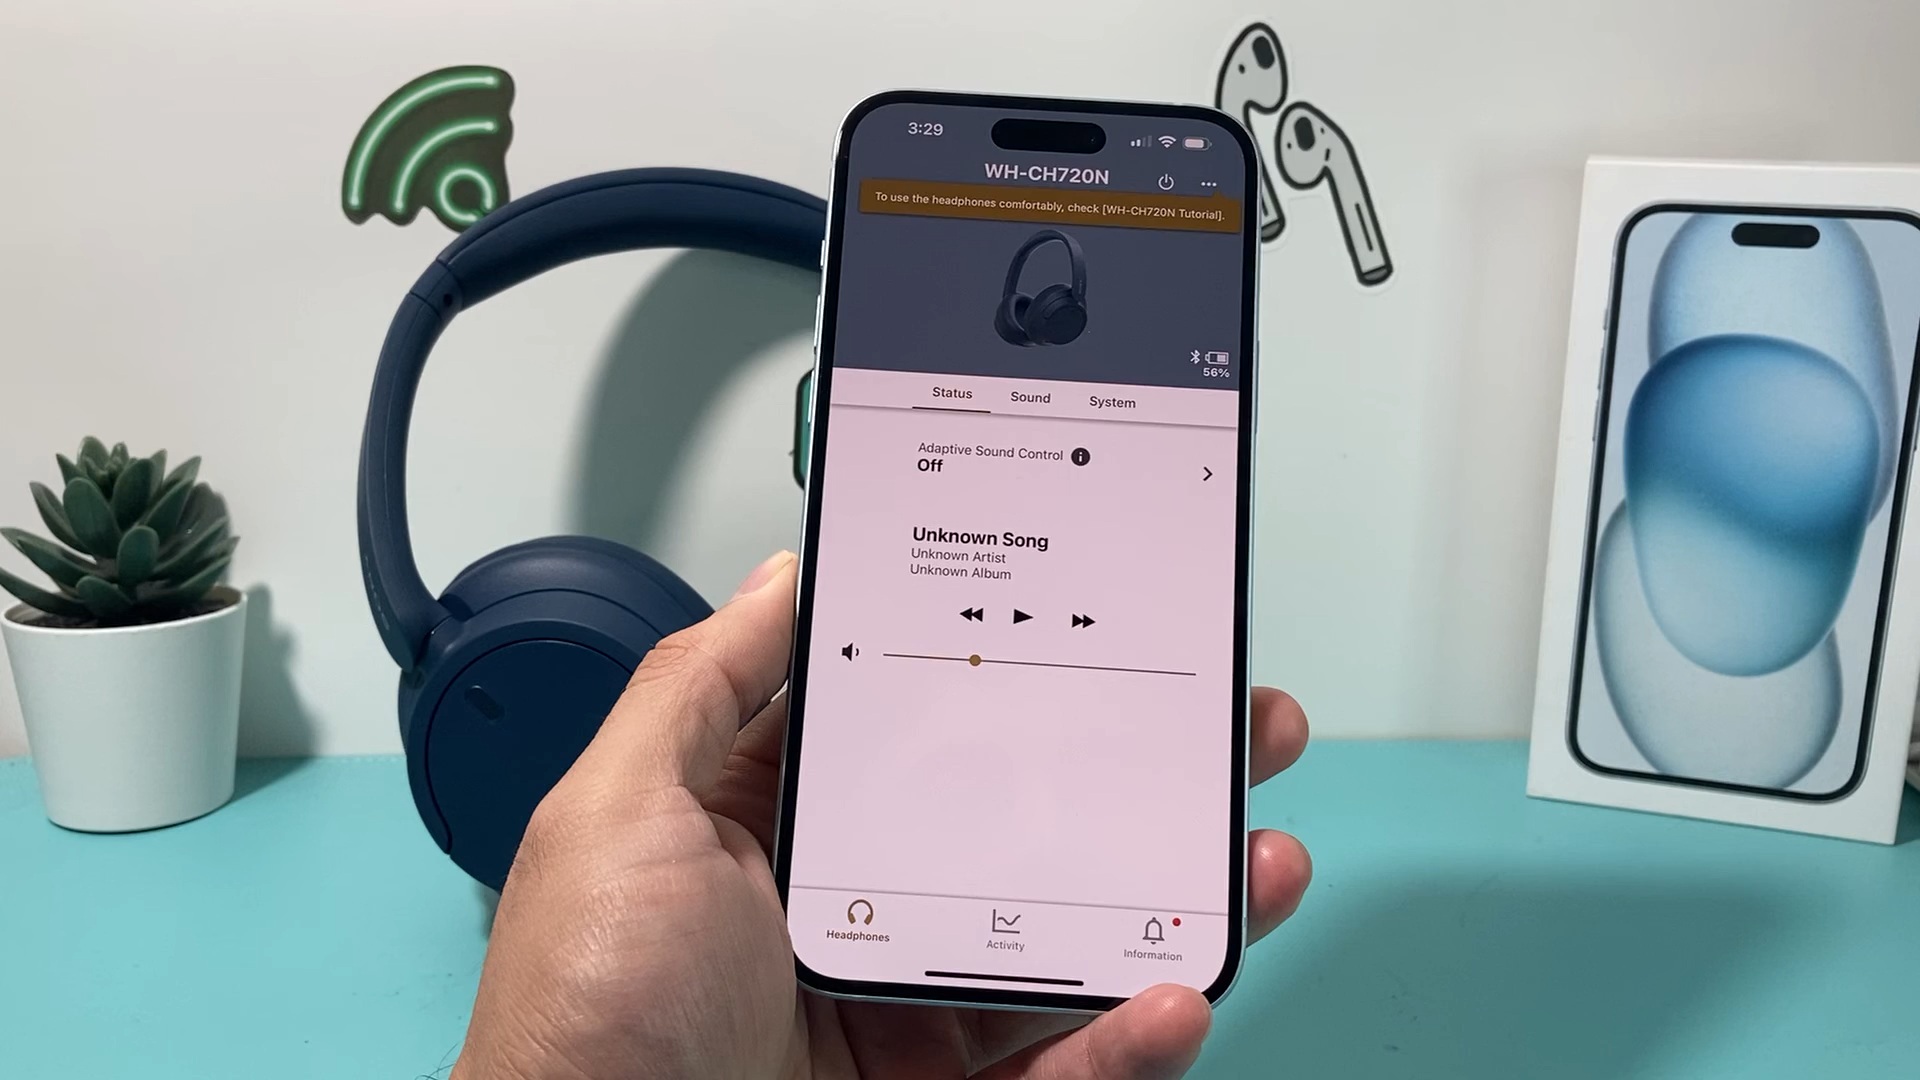 3:29
WH-CH720N
To use the headphones comfortably, check [WH-CH720N Tutorial].
56%
Status Sound System
Adaptive Sound Control
Off
Unknown Song
Unknown Artist
Unknown Album
Headphones Activity Information